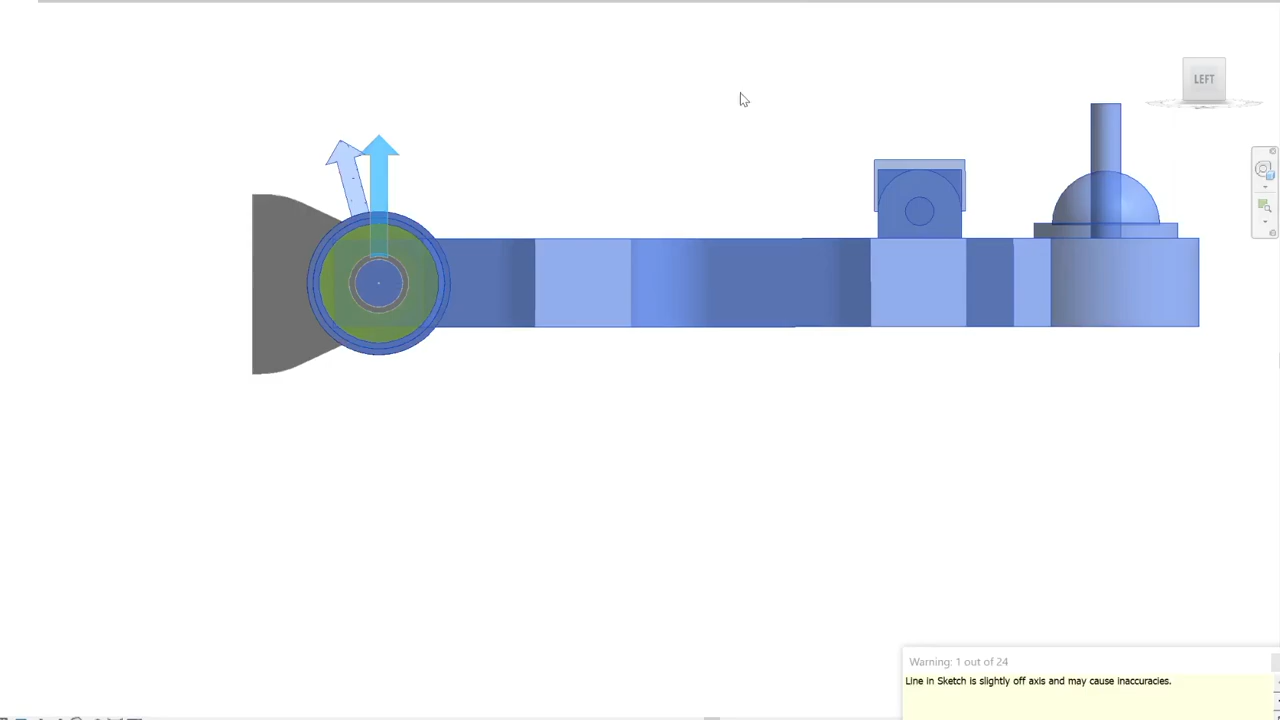 LEFT
Warning: 1 out of 24
Line in Sketch is slightly off axis and may cause inaccuracies.